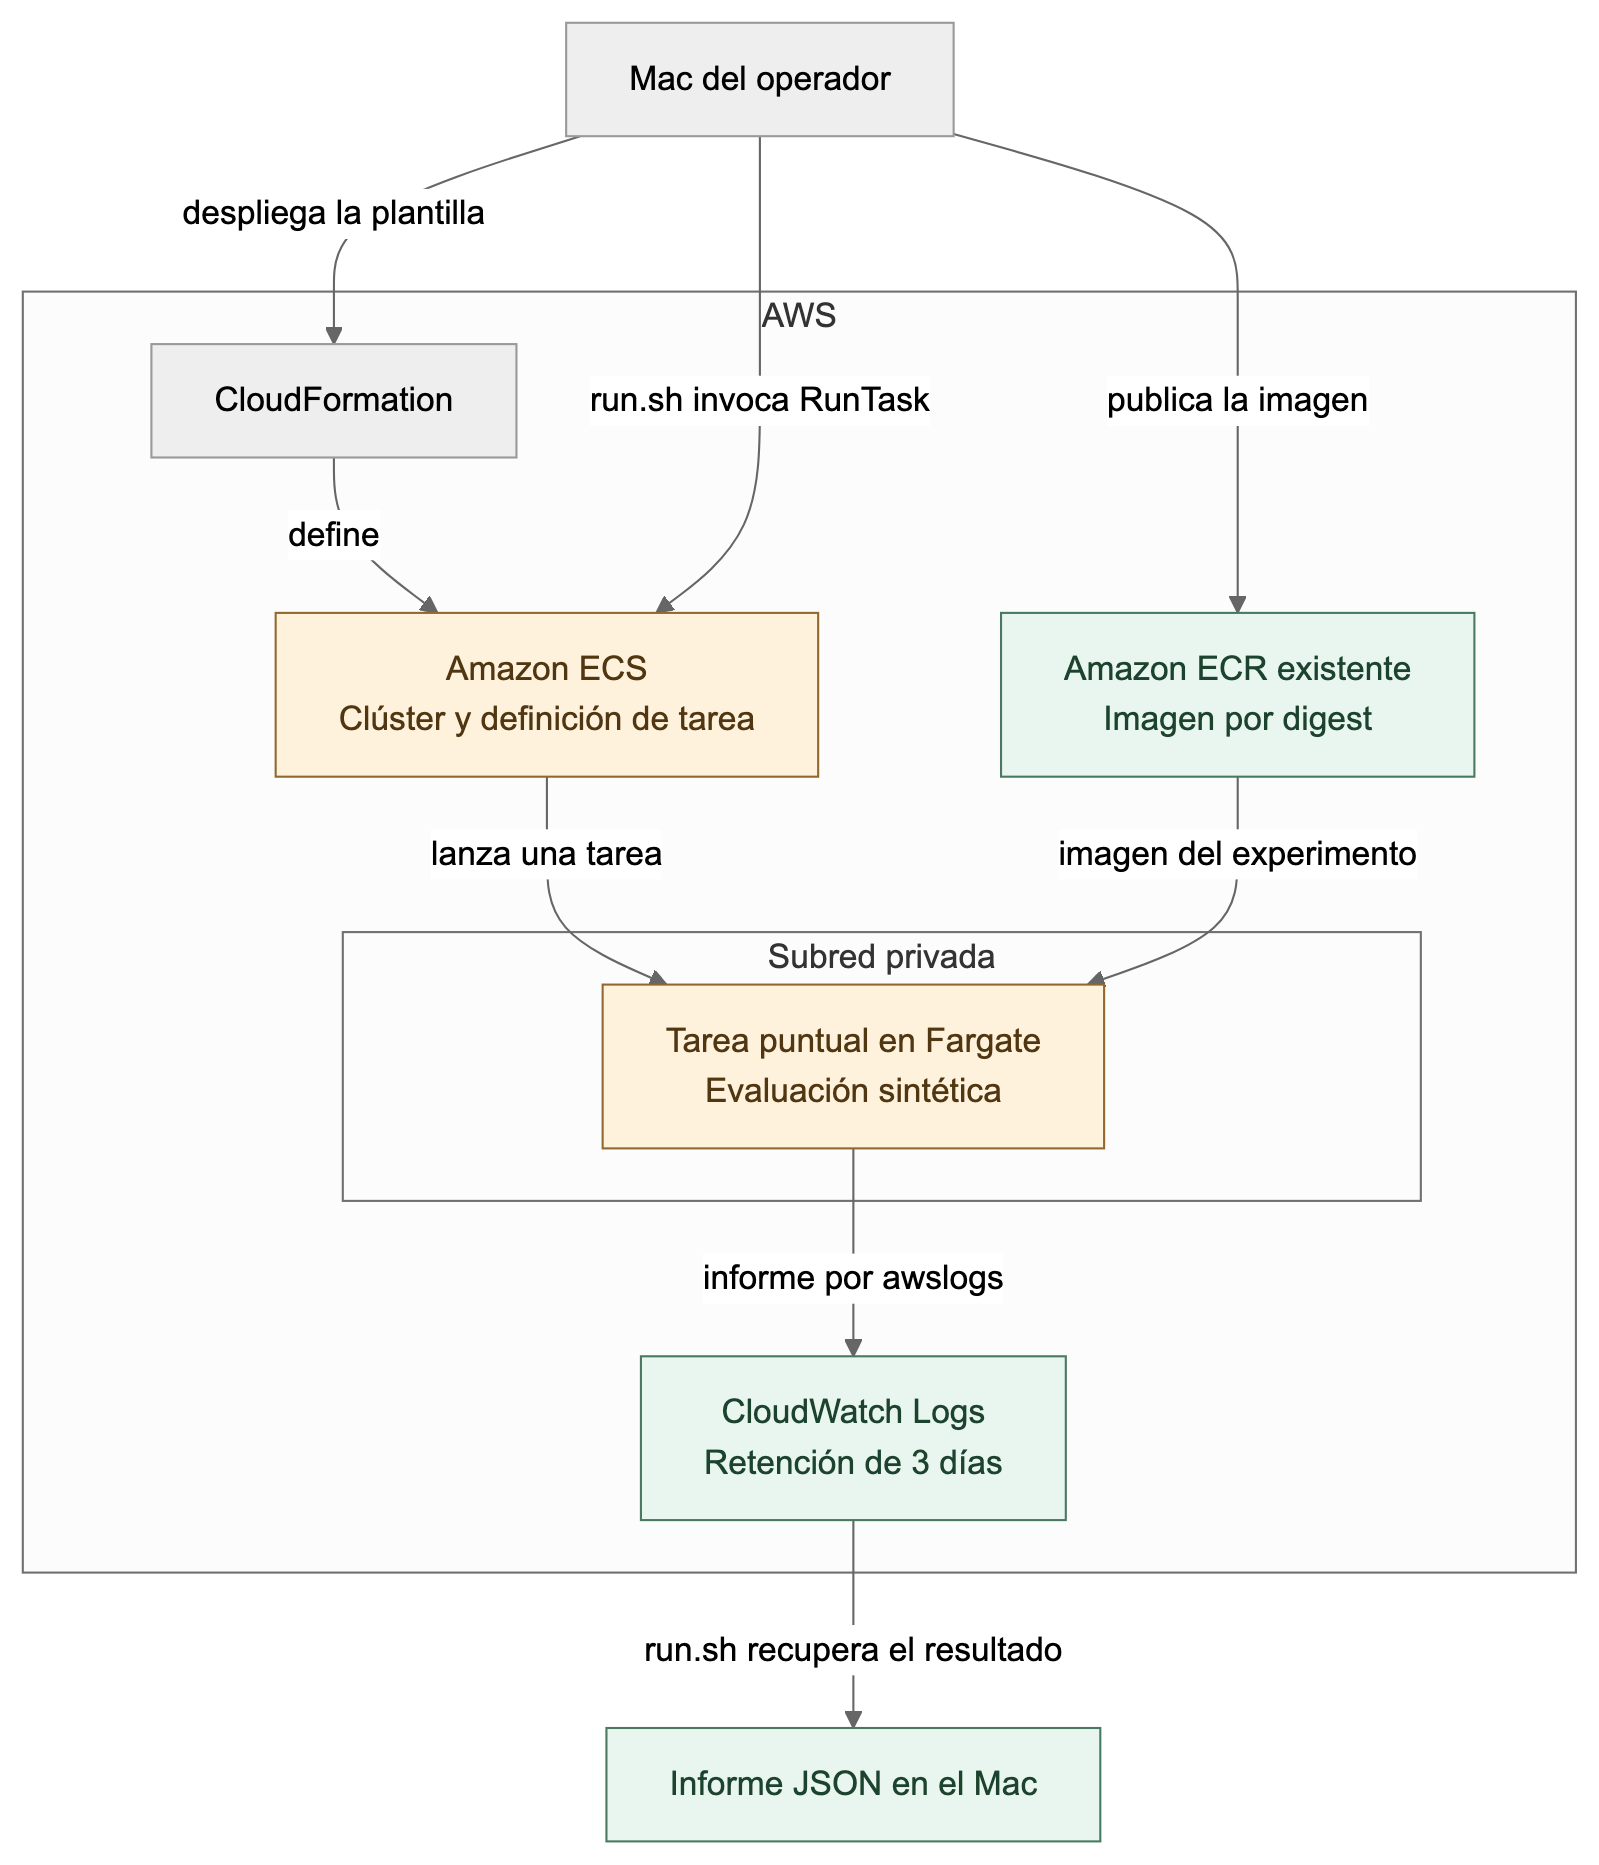 Mac del operador
despliega la plantilla
AWS
CloudFormation
run.sh invoca RunTask
publica la imagen
define
Amazon ECS
Clúster y definición de tarea
Amazon ECR existente
Imagen por digest
lanza una tarea
imagen del experimento
Subred privada
Tarea puntual en Fargate
Evaluación sintética
informe por awslogs
CloudWatch Logs
Retención de 3 días
run.sh recupera el resultado
Informe JSON en el Mac